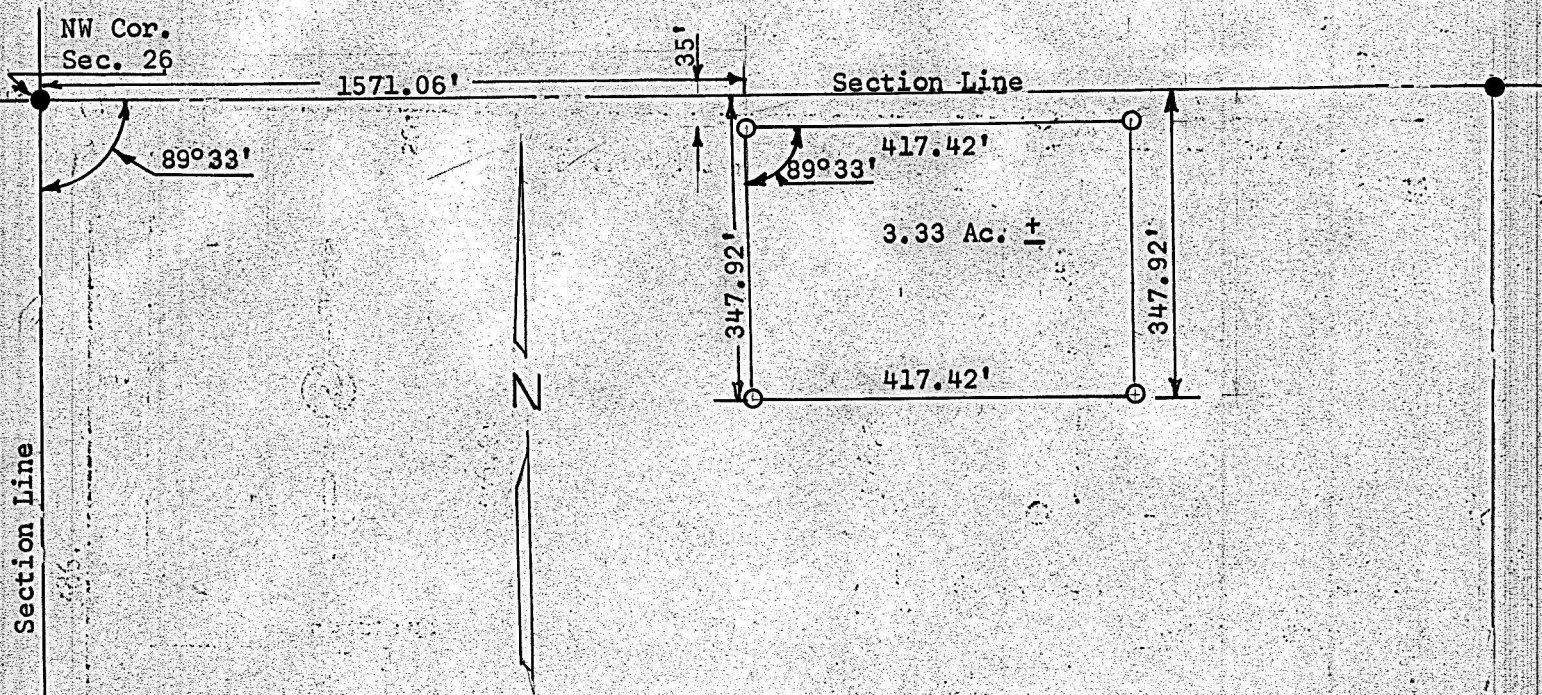 NW Cor.
Sec. 26
1571.06'
35'
Section Line
89°33'
417.42'
89°33'
3.33 Ac. ±
347.92'
347.92'
417.42'
N
Section Line